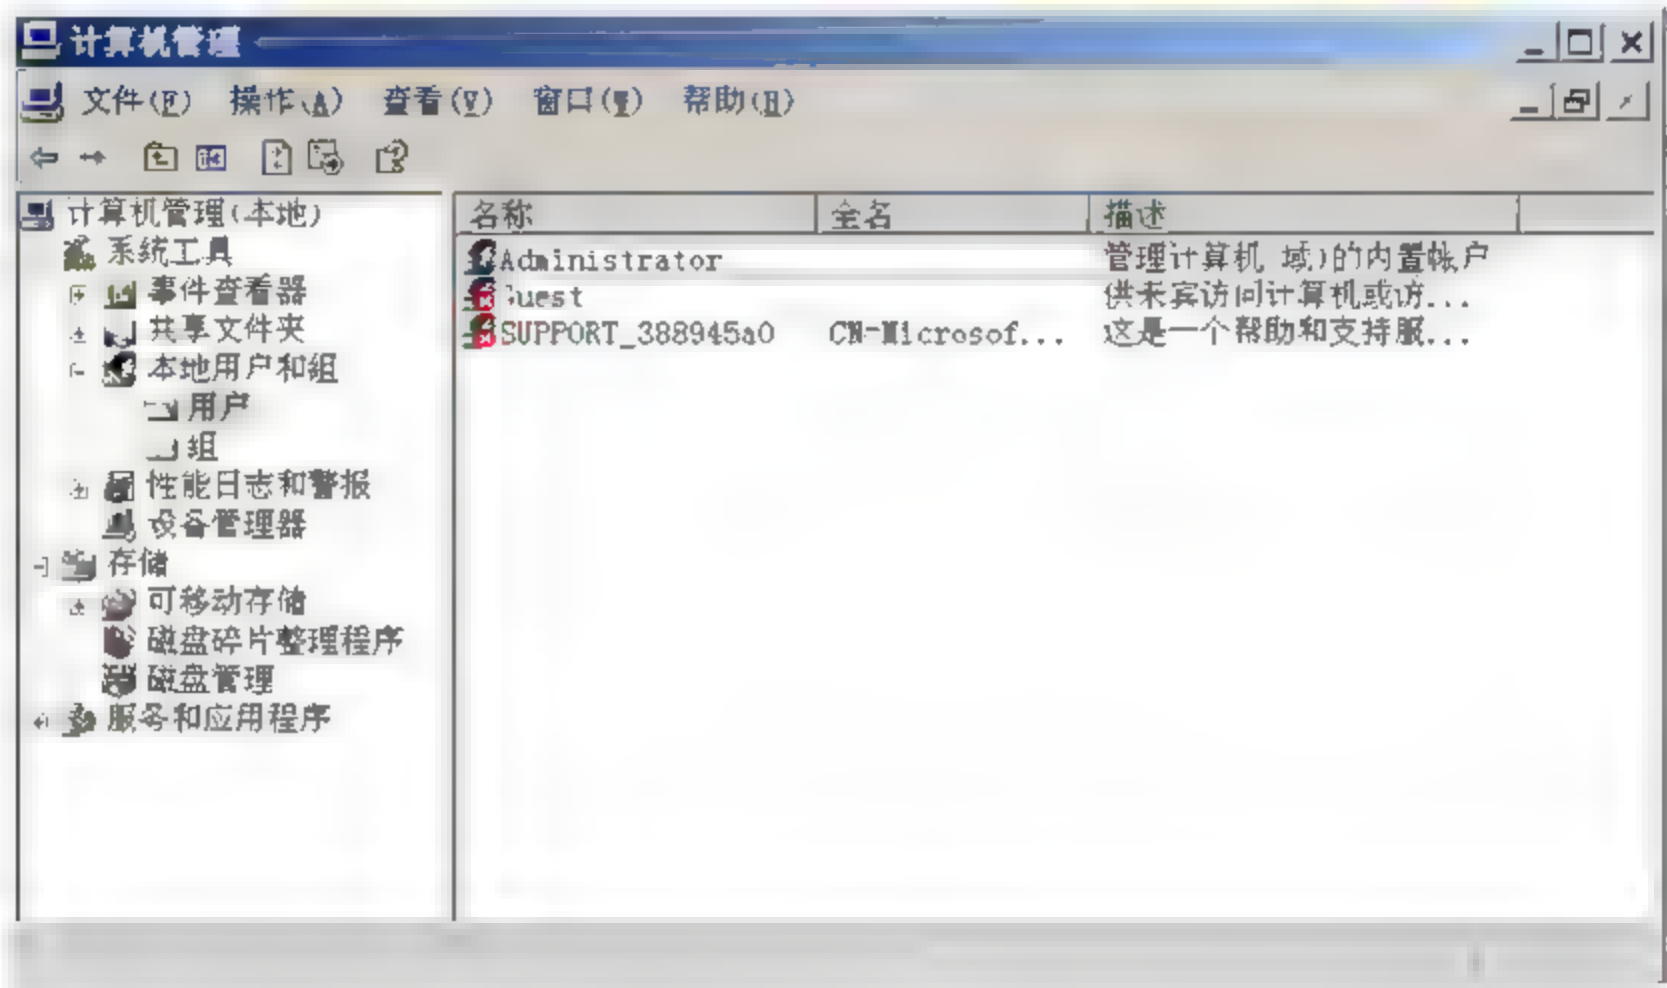 计算机管理
文件(F) 操作(A) 查看(V) 窗口(W) 帮助(H)
计算机管理(本地)
系统工具
事件查看器
共享文件夹
本地用户和组
用户
组
性能日志和警报
设备管理器
存储
可移动存储
磁盘碎片整理程序
磁盘管理
服务和应用程序
名称 全名 描述
Administrator 管理计算机(域)的内置帐户
Guest 供来宾访问计算机或访...
SUPPORT_388945a0 CN=Microsof... 这是一个帮助和支持服...